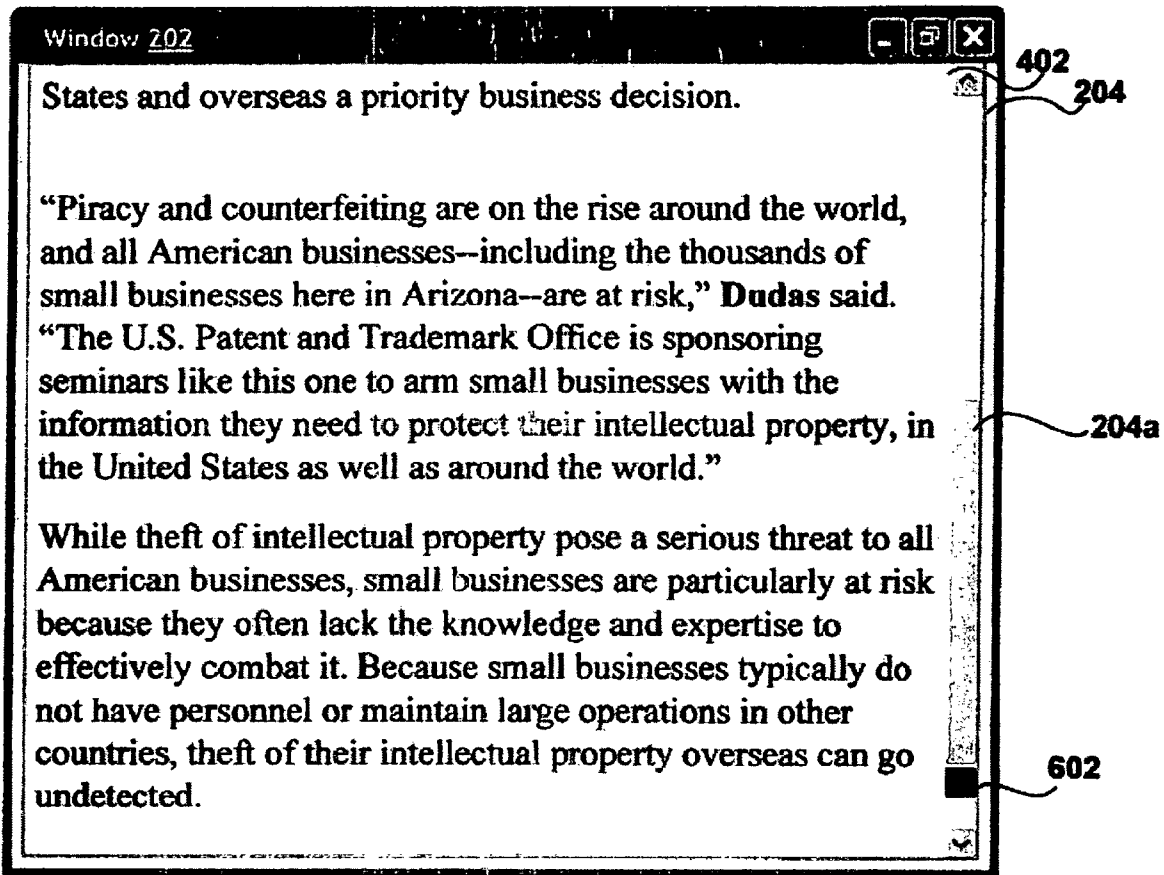 Window 202
402
204
States and overseas a priority business decision.
“Piracy and counterfeiting are on the rise around the world,
and all American businesses--including the thousands of
small businesses here in Arizona--are at risk,” Dudas said.
“The U.S. Patent and Trademark Office is sponsoring
seminars like this one to arm small businesses with the
information they need to protect their intellectual property, in
204a
the United States as well as around the world.”
While theft of intellectual property pose a serious threat to all
American businesses, small businesses are particularly at risk
because they often lack the knowledge and expertise to
effectively combat it. Because small businesses typically do
not have personnel or maintain large operations in other
countries, theft of their intellectual property overseas can go
602
undetected.